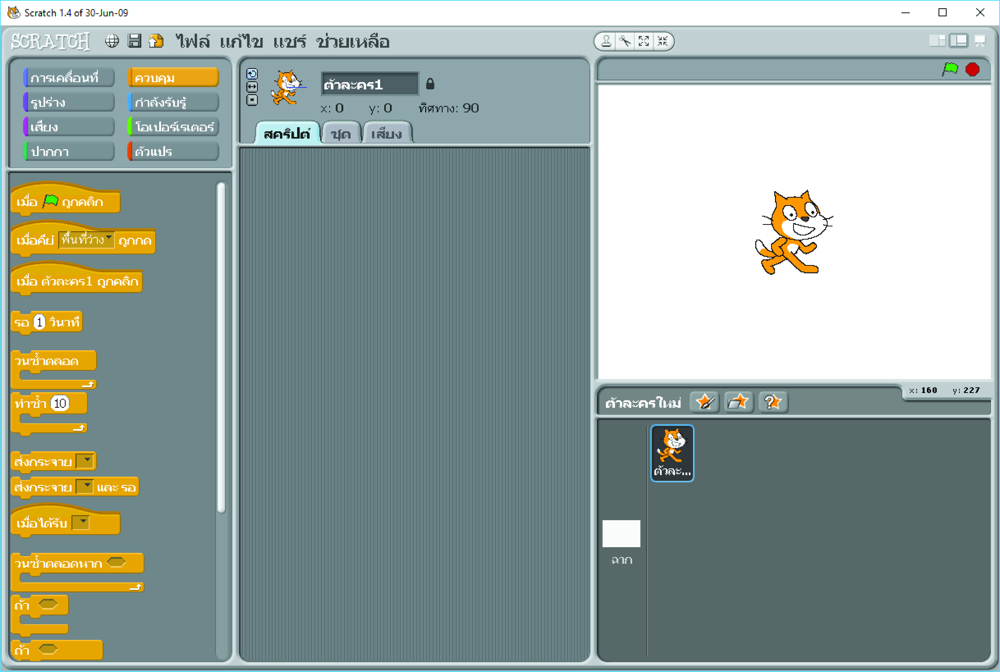 Scratch 1.4 of 30-Jun-09
SCRATCH ไฟล์ แก้ไข แชร์ ช่วยเหลือ
การเคลื่อนที่ ควบคุม
รูปร่าง กำลังรับรู้
เสียง โอเปอร์เรเตอร์
ปากกา ตัวแปร
ตัวละคร1
x: 0 y: 0 ทิศทาง: 90
สคริปต์ ชุด เสียง
เมื่อ ถูกคลิก
เมื่อคีย์ พื้นที่ว่าง ถูกกด
เมื่อ ตัวละคร1 ถูกคลิก
รอ 1 วินาที
วนซ้ำตลอด
ทำซ้ำ 10
ส่งกระจาย
ส่งกระจาย และ รอ
เมื่อได้รับ
วนซ้ำตลอดหาก
ถ้า
ถ้า
x: 160 y: 227
ตัวละครใหม่
ตัวละ...
ฉาก